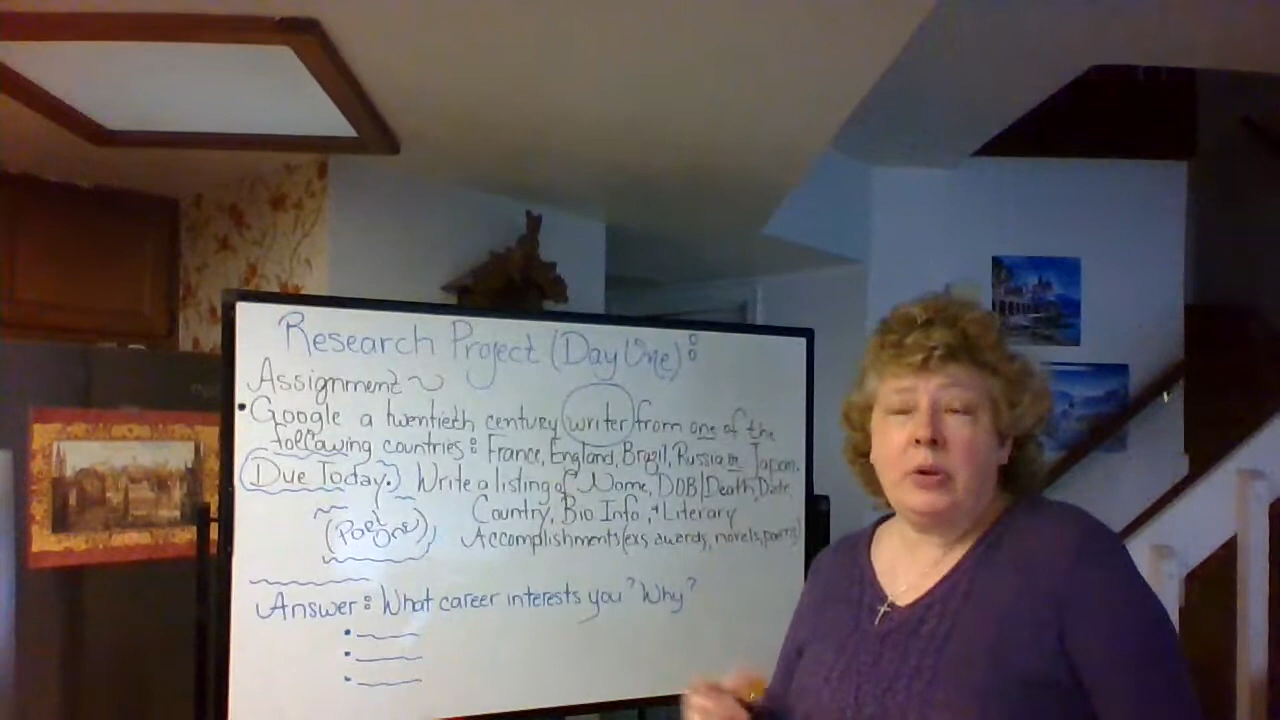 Research Project (Day One):
Assignment ~
• Google a twentieth century writer from one of the
following countries: France, England, Brazil, Russia or Japan.
Due Today: Write a listing of Name, DOB/Death, Date,
Country, Bio Info, + Literary
(Part One) Accomplishments (exs awards, novels, poems)
Answer: What career interests you? Why?